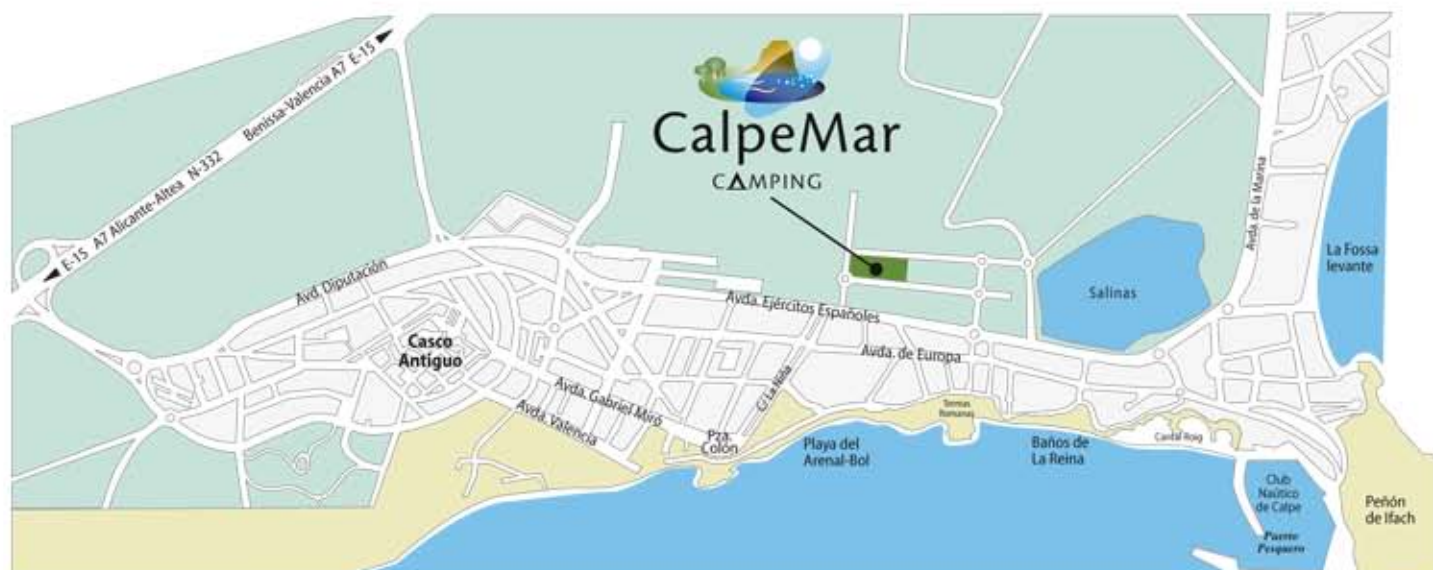 Benissa-Valencia A7 E-15
E-15 A7 Alicante-Altea N-332
CalpeMar
CAMPING
Avda. de la Marina
La Fossa
levante
Salinas
Avd. Diputación
Avda. Ejércitos Españoles
Avda. de Europa
Casco
Antiguo
Avda. Gabriel Miró
Avda. Valencia
C/ La Niña
Pza.
Colón
Playa del
Arenal-Bol
Termas
Romanas
Baños de
La Reina
Cantal Roig
Club
Naútico
de Calpe
Puerto
Pesquero
Peñón
de Ifach